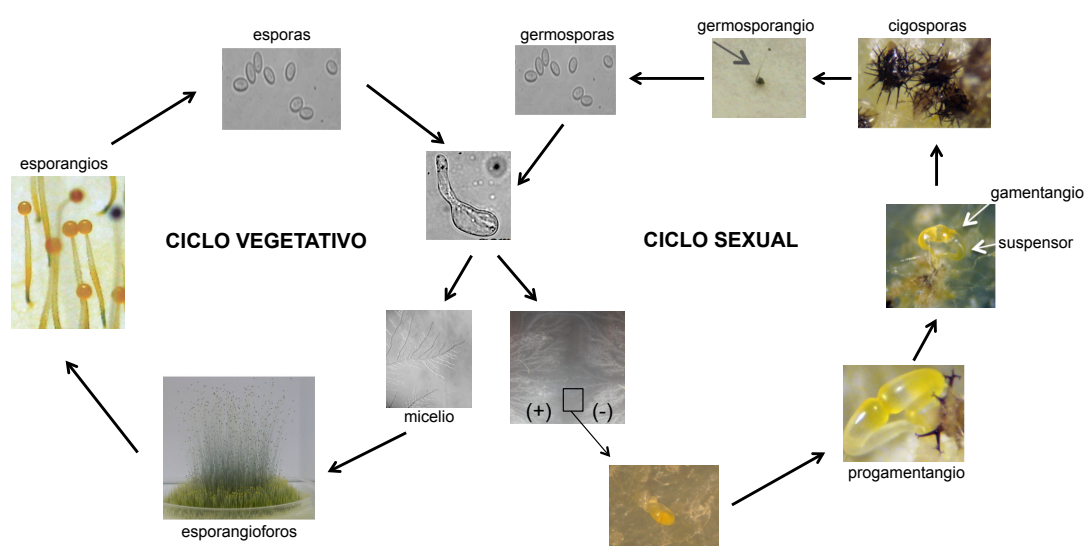 esporas
germosporas
germosporangio
cigosporas
esporangios
gamentangio
suspensor
CICLO VEGETATIVO
CICLO SEXUAL
micelio
(+)
(-)
progamentangio
esporangioforos